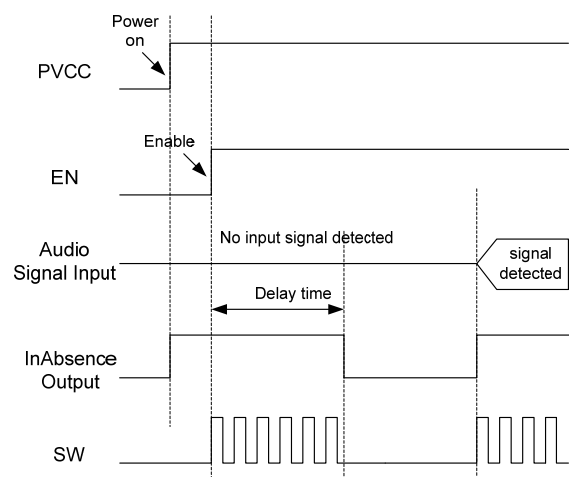 Power
on
PVCC
Enable
EN
No input signal detected
Audio
Signal Input
signal
detected
Delay time
InAbsence
Output
SW